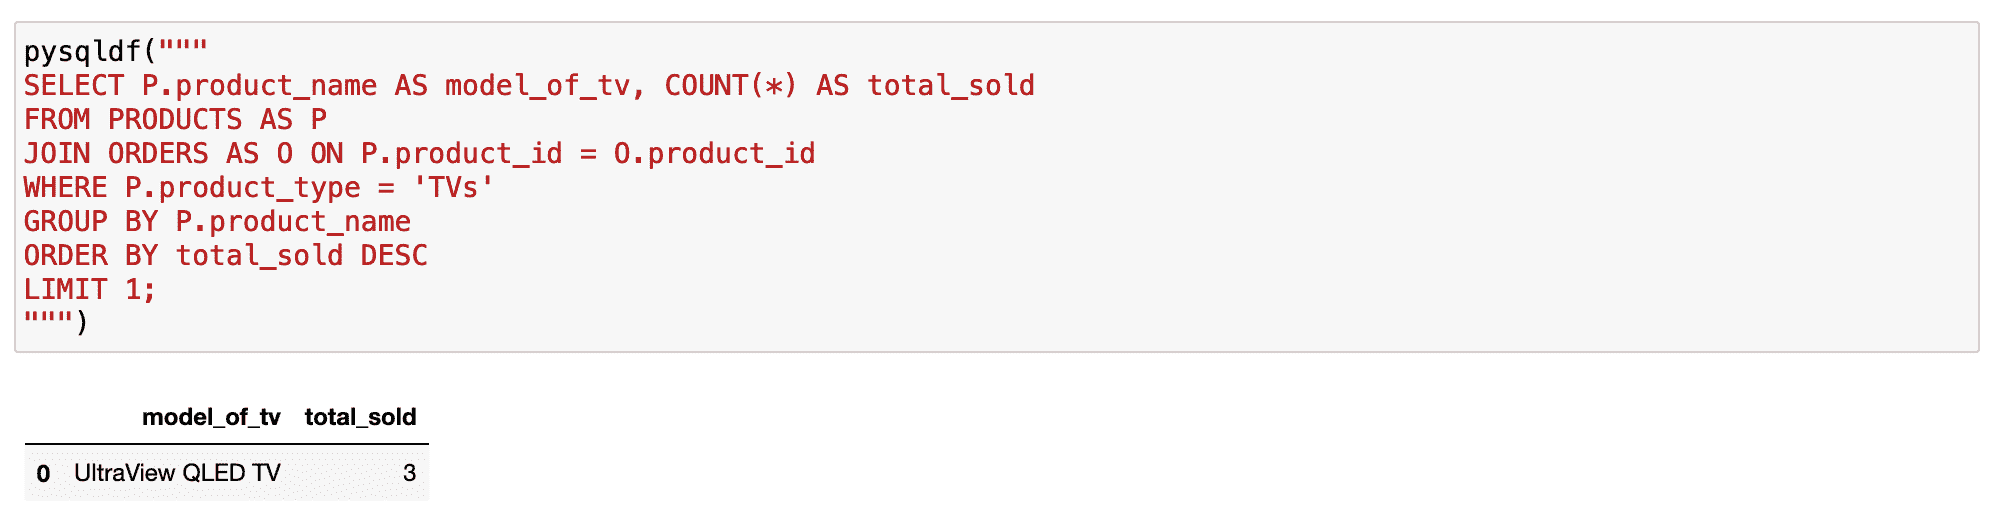 pysqldf("""
SELECT P.product_name AS model_of_tv, COUNT(*) AS total_sold
FROM PRODUCTS AS P
JOIN ORDERS AS O ON P.product_id = O.product_id
WHERE P.product_type = 'TVs'
GROUP BY P.product_name
ORDER BY total_sold DESC
LIMIT 1;
""")
model_of_tv total_sold
0 UltraView QLED TV 3